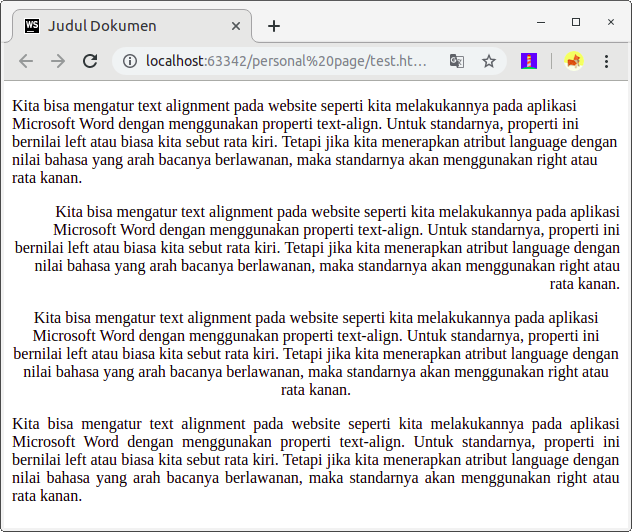 WS Judul Dokumen
localhost:63342/personal%20page/test.ht...
Kita bisa mengatur text alignment pada website seperti kita melakukannya pada aplikasi
Microsoft Word dengan menggunakan properti text-align. Untuk standarnya, properti ini
bernilai left atau biasa kita sebut rata kiri. Tetapi jika kita menerapkan atribut language dengan
nilai bahasa yang arah bacanya berlawanan, maka standarnya akan menggunakan right atau
rata kanan.
Kita bisa mengatur text alignment pada website seperti kita melakukannya pada aplikasi
Microsoft Word dengan menggunakan properti text-align. Untuk standarnya, properti ini
bernilai left atau biasa kita sebut rata kiri. Tetapi jika kita menerapkan atribut language dengan
nilai bahasa yang arah bacanya berlawanan, maka standarnya akan menggunakan right atau
rata kanan.
Kita bisa mengatur text alignment pada website seperti kita melakukannya pada aplikasi
Microsoft Word dengan menggunakan properti text-align. Untuk standarnya, properti ini
bernilai left atau biasa kita sebut rata kiri. Tetapi jika kita menerapkan atribut language dengan
nilai bahasa yang arah bacanya berlawanan, maka standarnya akan menggunakan right atau
rata kanan.
Kita bisa mengatur text alignment pada website seperti kita melakukannya pada aplikasi
Microsoft Word dengan menggunakan properti text-align. Untuk standarnya, properti ini
bernilai left atau biasa kita sebut rata kiri. Tetapi jika kita menerapkan atribut language dengan
nilai bahasa yang arah bacanya berlawanan, maka standarnya akan menggunakan right atau
rata kanan.